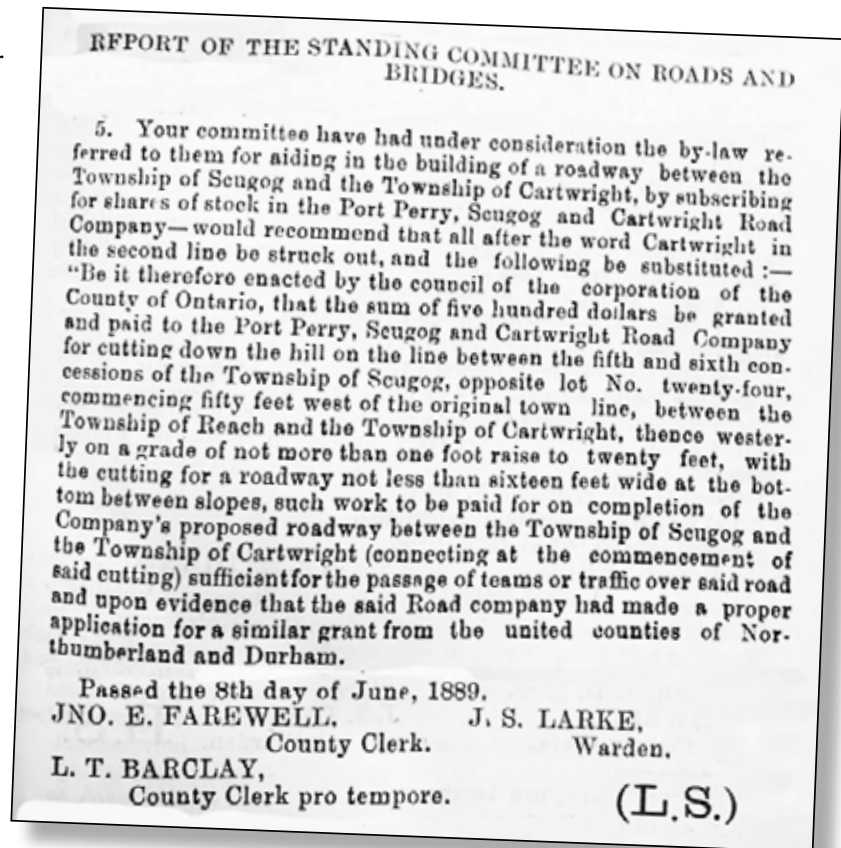 RFPORT OF THE STANDING COMMITTEE ON ROADS AND
BRIDGES.
5. Your committee have had under consideration the by-law re-
ferred to them for aiding in the building of a roadway between the
Township of Scugog and the Township of Cartwright, by subscribing
for shares of stock in the Port Perry, Scugog and Cartwright Road
Company—would recommend that all after the word Cartwright in
the second line be struck out, and the following be substituted :—
"Be it therefore enacted by the council of the corporation of the
County of Ontario, that the sum of five hundred dollars be granted
and paid to the Port Perry, Scugog and Cartwright Road Company
for cutting down the hill on the line between the fifth and sixth con-
cessions of the Township of Scugog, opposite lot No. twenty-four,
commencing fifty feet west of the original town line, between the
Township of Reach and the Township of Cartwright, thence wester-
ly on a grade of not more than one foot raise to twenty feet, with
the cutting for a roadway not less than sixteen feet wide at the bot-
tom between slopes, such work to be paid for on completion of the
Company's proposed roadway between the Township of Scugog and
the Township of Cartwright (connecting at the commencement of
said cutting) sufficient for the passage of teams or traffic over said road
and upon evidence that the said Road company had made a proper
application for a similar grant from the united counties of Nor-
thumberland and Durham.
Passed the 8th day of June, 1889.
JNO. E. FAREWELL. J. S. LARKE,
County Clerk. Warden.
L. T. BARCLAY,
County Clerk pro tempore. (L.S.)